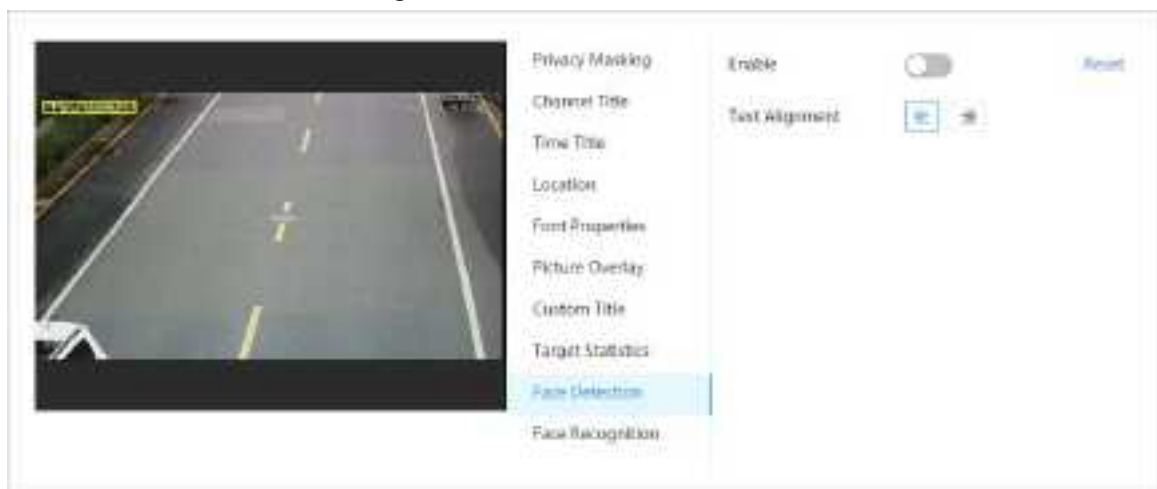 Privacy Masking
Channel Title
Time Title
Location
Font Properties
Picture Overlay
Custom Title
Target Statistics
Face Detection
Face Recognition
Enable
Reset
Text Alignment